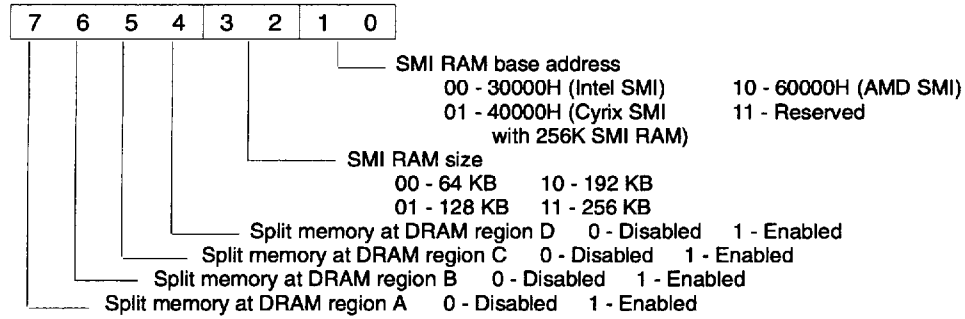 7 6 5 4 3 2 1 0
SMI RAM base address
00 - 30000H (Intel SMI) 10 - 60000H (AMD SMI)
01 - 40000H (Cyrix SMI 11 - Reserved
with 256K SMI RAM)
SMI RAM size
00 - 64 KB 10 - 192 KB
01 - 128 KB 11 - 256 KB
Split memory at DRAM region D 0 - Disabled 1 - Enabled
Split memory at DRAM region C 0 - Disabled 1 - Enabled
Split memory at DRAM region B 0 - Disabled 1 - Enabled
Split memory at DRAM region A 0 - Disabled 1 - Enabled